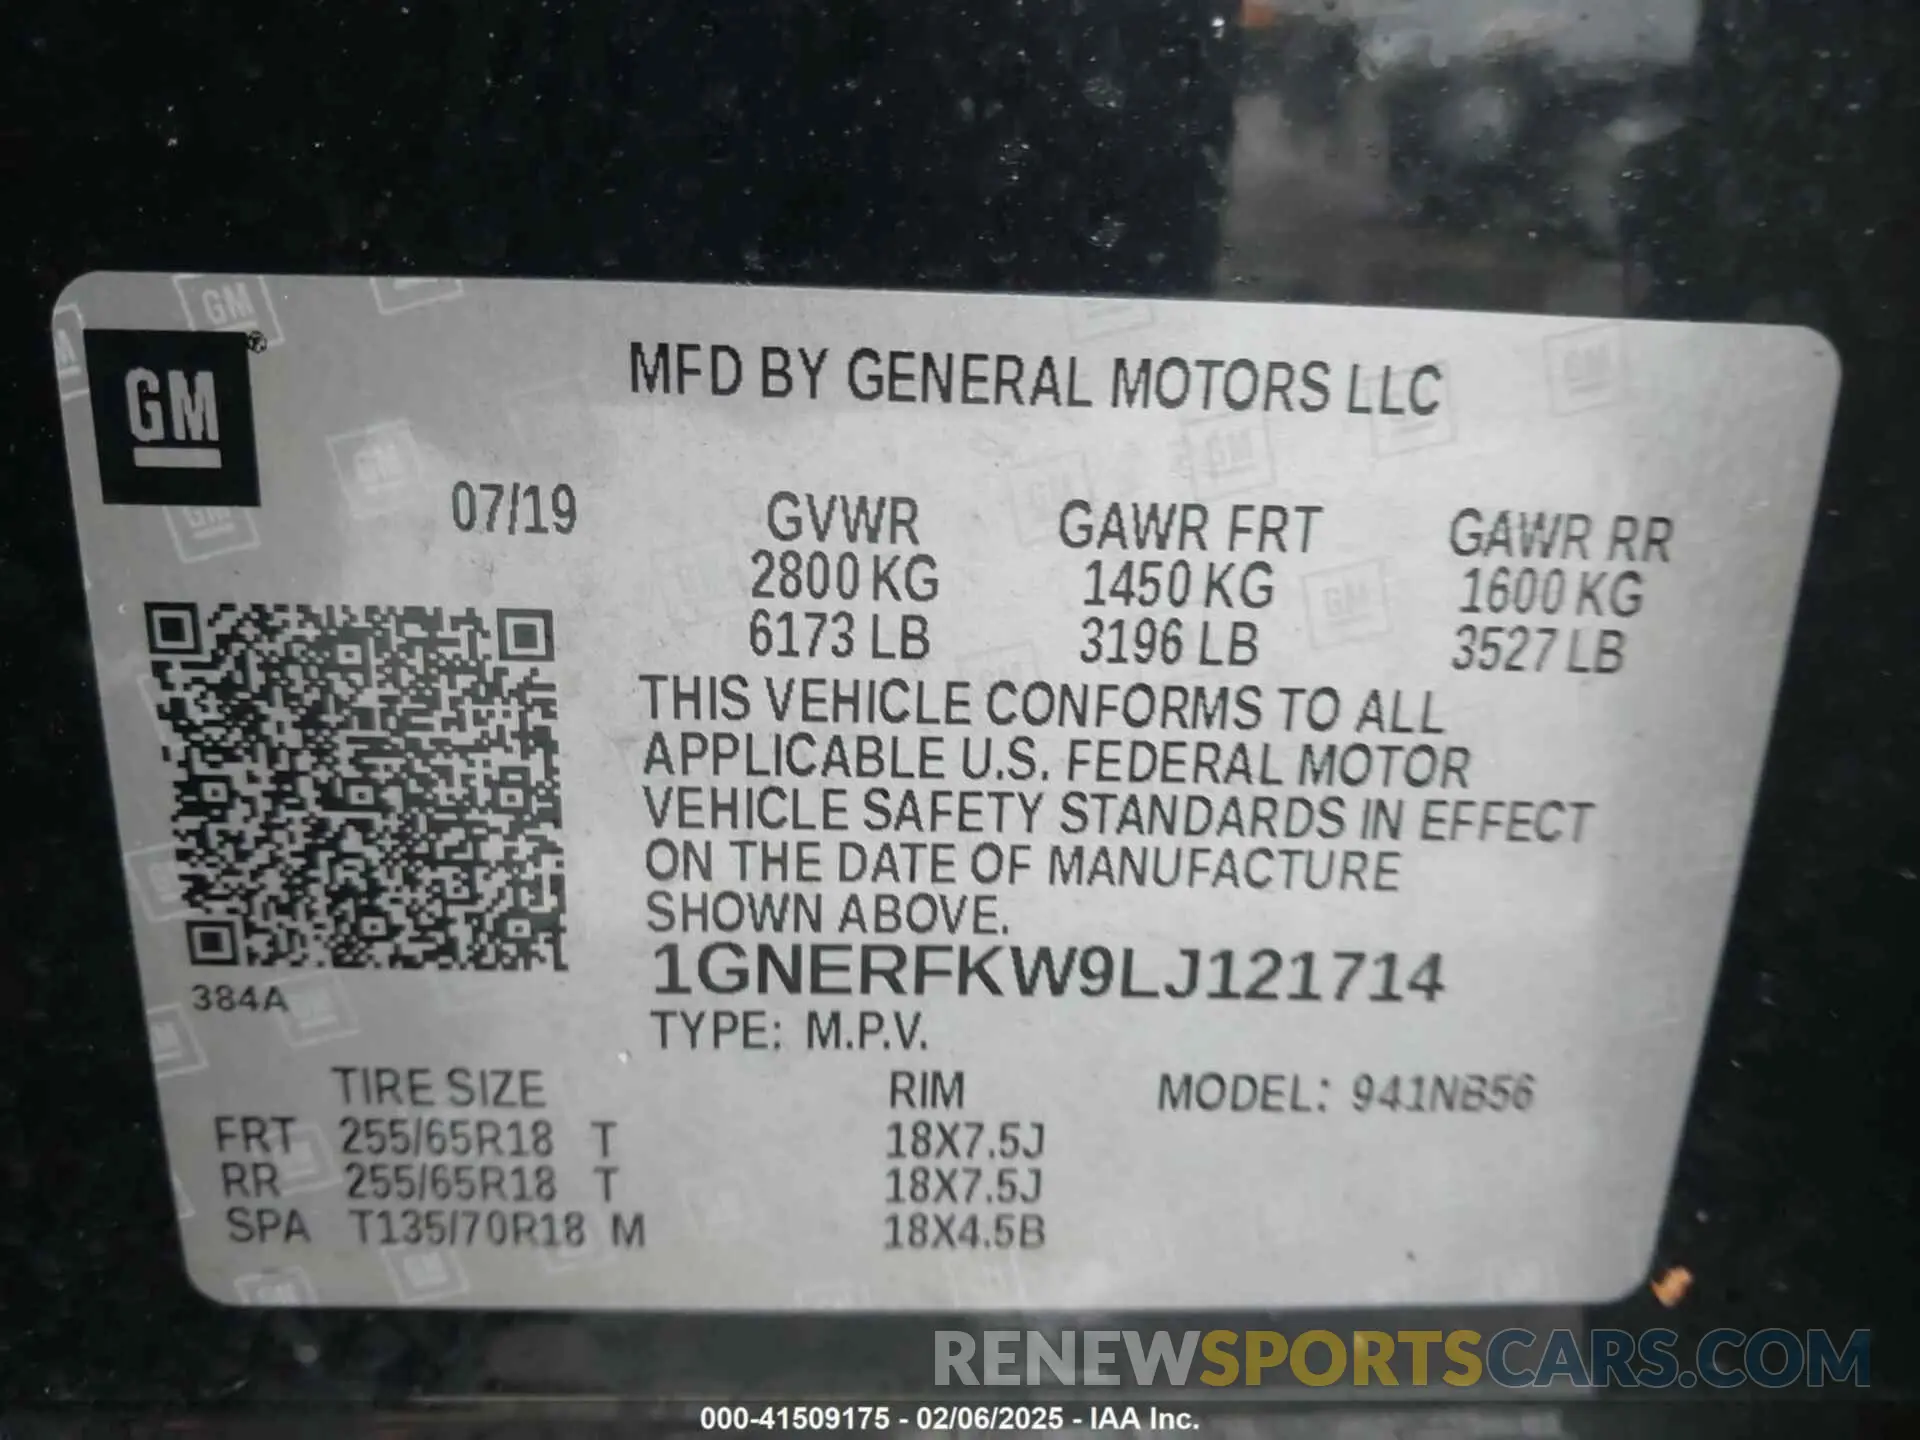 GM
MFD BY GENERAL MOTORS LLC
07/19
GVWR GAWR FRT GAWR RR
2800 KG 1450 KG 1600 KG
6173 LB 3196 LB 3527 LB
THIS VEHICLE CONFORMS TO ALL
APPLICABLE U.S. FEDERAL MOTOR
VEHICLE SAFETY STANDARDS IN EFFECT
ON THE DATE OF MANUFACTURE
SHOWN ABOVE.
1GNERFKW9LJ121714
384A
TYPE: M.P.V.
TIRE SIZE RIM MODEL: 941NB56
FRT 255/65R18 T 18X7.5J
RR 255/65R18 T 18X7.5J
SPA T135/70R18 M 18X4.5B
RENEWSPORTSCARS.COM
000-41509175 - 02/06/2025 - IAA Inc.